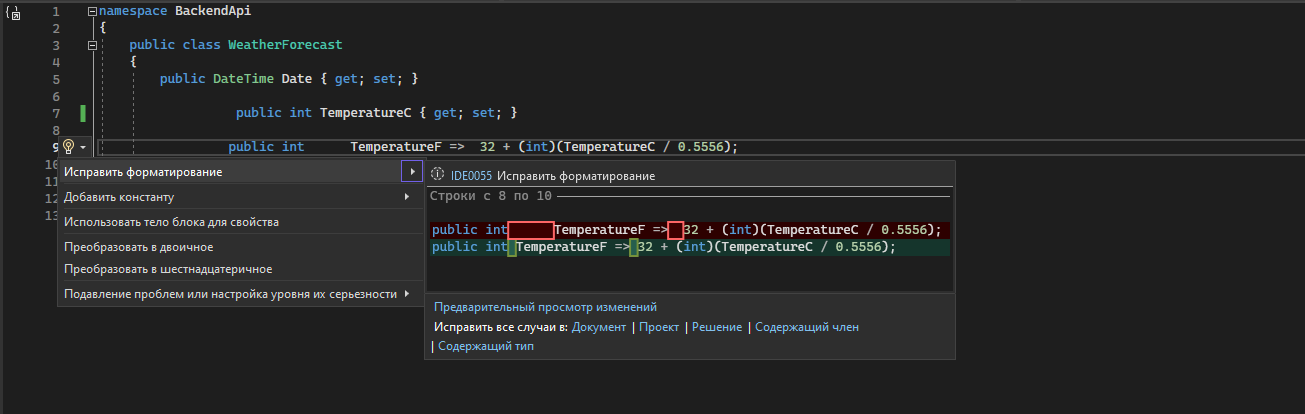 1 namespace BackendApi
2 {
3 public class WeatherForecast
4 {
5 public DateTime Date { get; set; }
6
7 public int TemperatureC { get; set; }
8
9 public int TemperatureF => 32 + (int)(TemperatureC / 0.5556);
10
11
12
13
Исправить форматирование
Добавить константу
Использовать тело блока для свойства
Преобразовать в двоичное
Преобразовать в шестнадцатеричное
Подавление проблем или настройка уровня их серьезности
IDE0055 Исправить форматирование
Строки с 8 по 10
public int TemperatureF => 32 + (int)(TemperatureC / 0.5556);
public int TemperatureF => 32 + (int)(TemperatureC / 0.5556);
Предварительный просмотр изменений
Исправить все случаи в: Документ | Проект | Решение | Содержащий член
| Содержащий тип